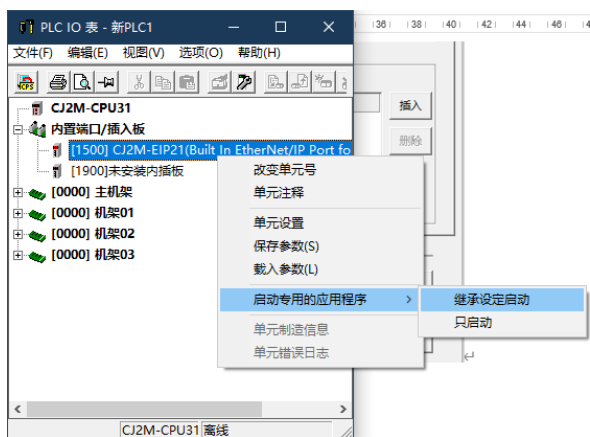 PLC IO 表 - 新PLC1
|36| |38| |40| |42| |44| |46| |4
文件(F) 编辑(E) 视图(V) 选项(O) 帮助(H)
CPS
CJ2M-CPU31
内置端口/插入板
[1500] CJ2M-EIP21(Built In EtherNet/IP Port fo
[1900]未安装内插板
[0000] 主机架
[0000] 机架01
[0000] 机架02
[0000] 机架03
插入
删除
改变单元号
单元注释
单元设置
保存参数(S)
载入参数(L)
启动专用的应用程序 >
单元制造信息
单元错误日志
继承设定启动
只启动
CJ2M-CPU31 离线